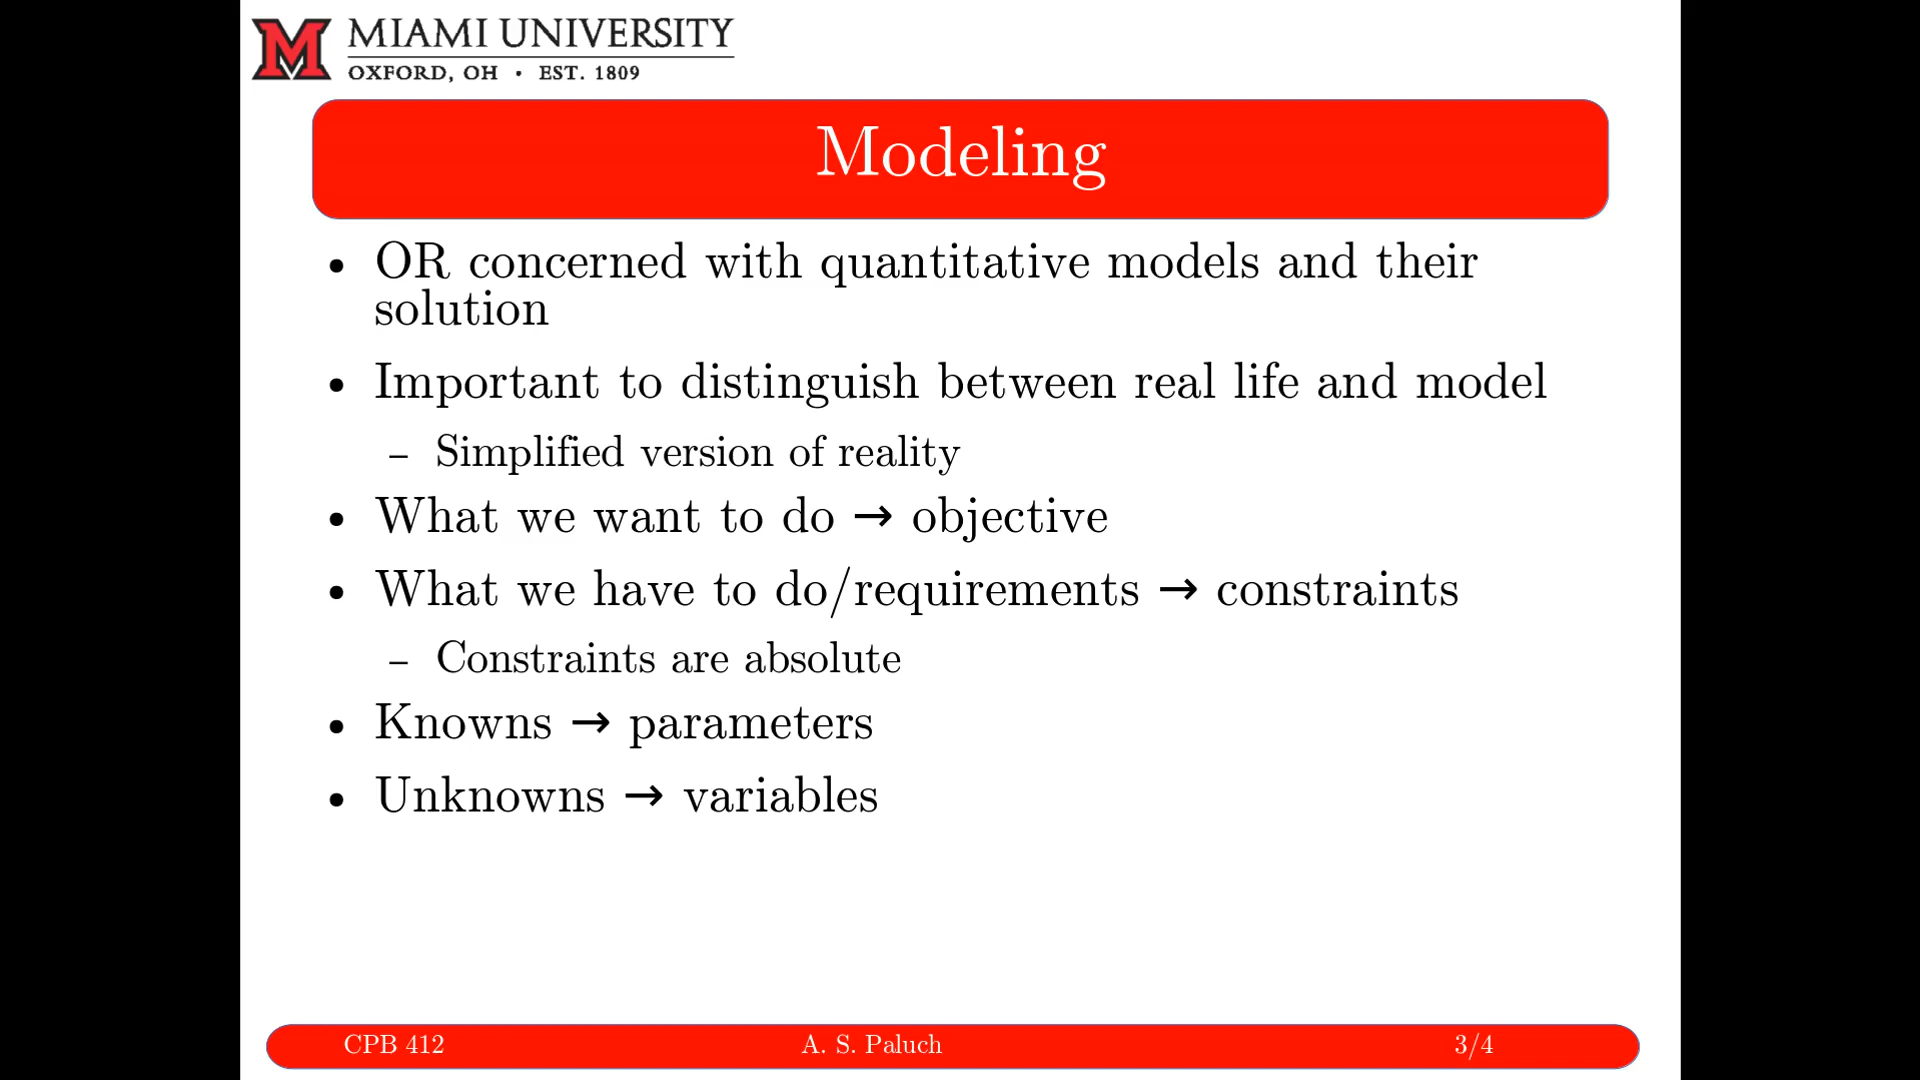 MIAMI UNIVERSITY
OXFORD, OH • EST. 1809
Modeling
• OR concerned with quantitative models and their
solution
• Important to distinguish between real life and model
– Simplified version of reality
• What we want to do → objective
• What we have to do/requirements → constraints
– Constraints are absolute
• Knowns → parameters
• Unknowns → variables
CPB 412 A. S. Paluch 3/4